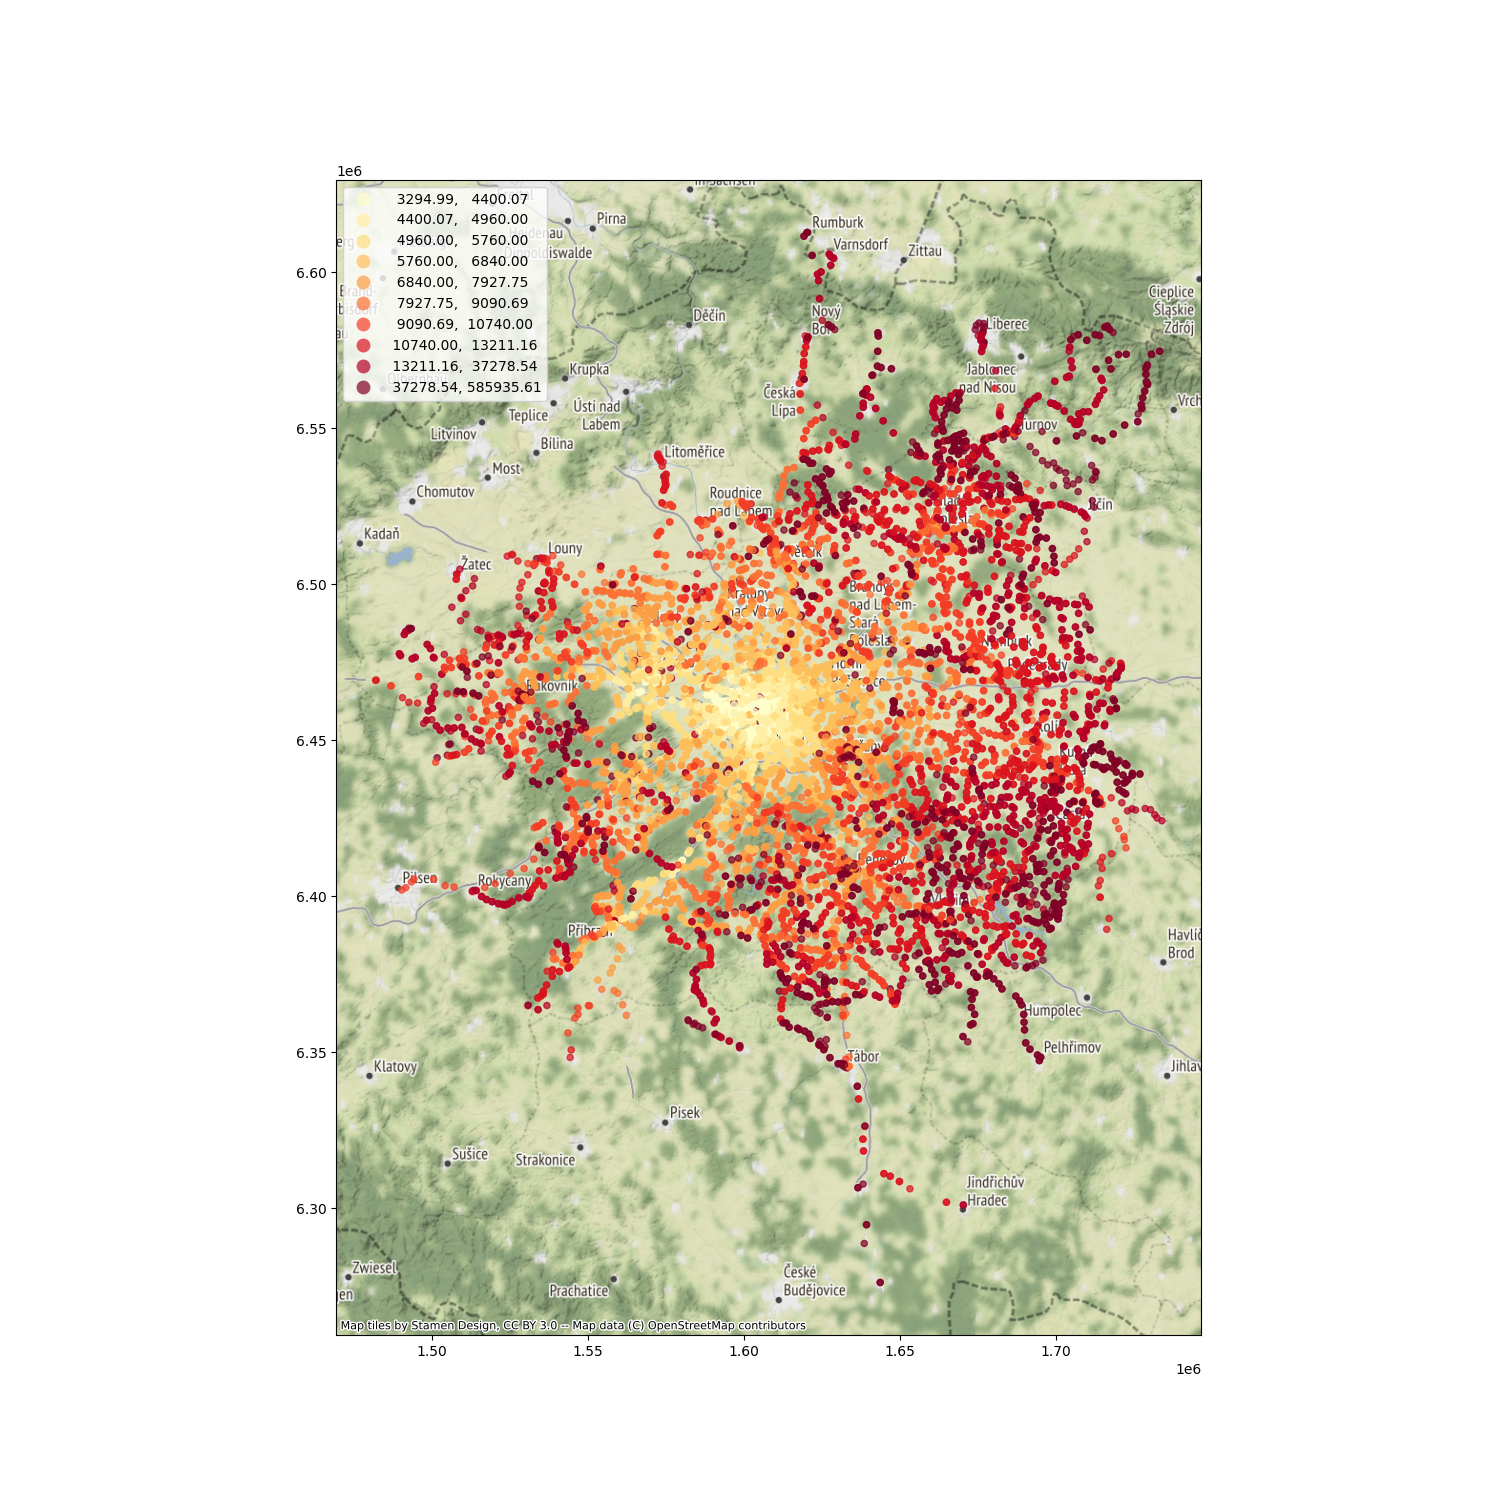 1e6
3294.99, 4400.07
4400.07, 4960.00
4960.00, 5760.00
5760.00, 6840.00
6840.00, 7927.75
7927.75, 9090.69
9090.69, 10740.00
10740.00, 13211.16
13211.16, 37278.54
37278.54, 585935.61
Pirna
Heidenau
Dippoldiswalde
Rumburk
Varnsdorf
Zittau
6.60
Cieplice
Śląskie
Zdrój
Děčín
Nový
Bor
Liberec
Krupka
Jablonec
nad Nisou
Česká
Lípa
Ústí nad
Labem
Teplice
Vrch
6.55
Litvínov
Bílina
Turnov
Litoměřice
Most
Chomutov
Roudnice
nad Labem
Jičín
Kadaň
Louny
Žatec
6.50
Kralupy
nad Vltavou
Brandýs
nad Labem-
Stará
Boleslav
Nymburk
Poděbrady
Rakovník
6.45
Kolín
Pilsen
Rokycany
Benešov
6.40
Vlašim
Příbram
Havlíč
Brod
Humpolec
6.35
Tábor
Pelhřimov
Klatovy
Jihlav
Písek
Sušice
Strakonice
Jindřichův
Hradec
6.30
Zwiesel
České
Budějovice
Prachatice
Map tiles by Stamen Design, CC BY 3.0 -- Map data (C) OpenStreetMap contributors
1.50
1.55
1.60
1.65
1.70
1e6